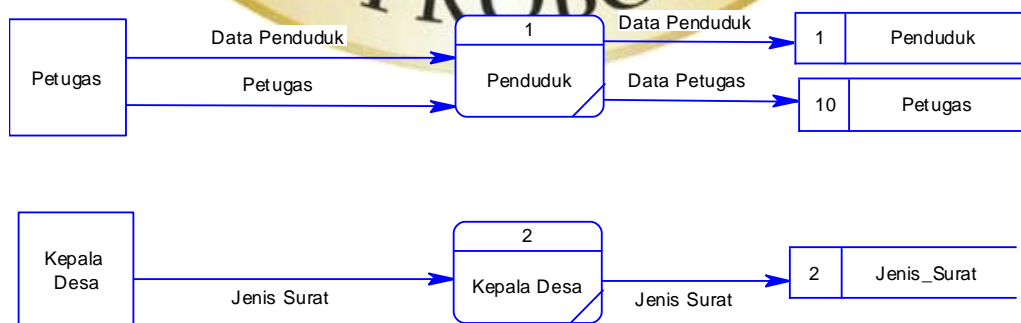 PROBO
Petugas
Data Penduduk
Petugas
1
Penduduk
Data Penduduk
Data Petugas
1 Penduduk
10 Petugas
Kepala
Desa
Jenis Surat
2
Kepala Desa
Jenis Surat
2 Jenis_Surat